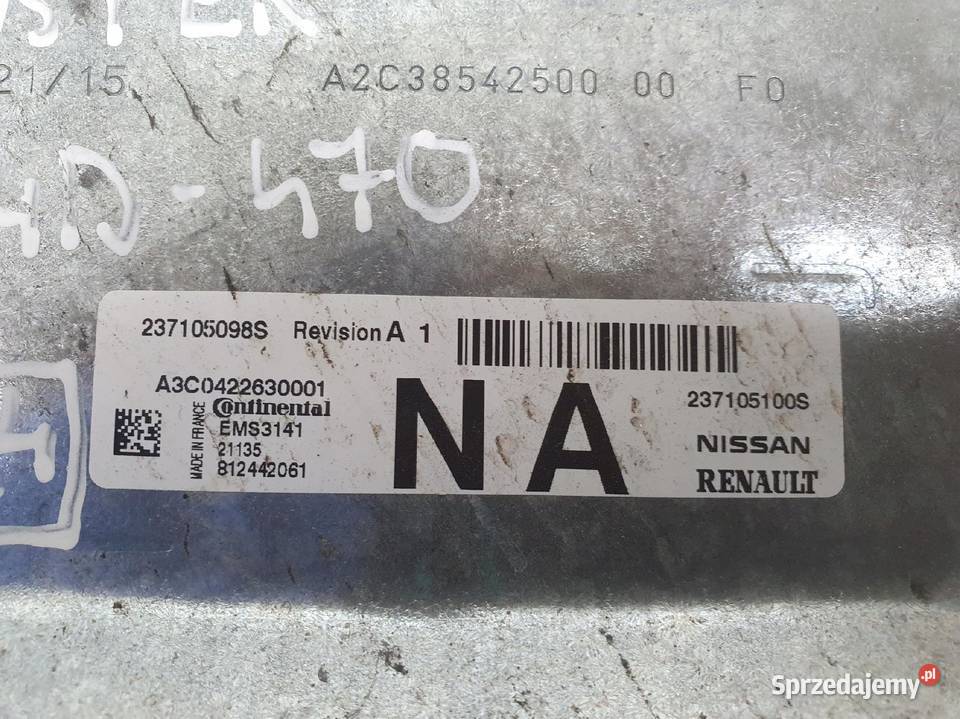 21/15 A2C38542500 00 F0
4D-470
237105098S Revision A 1
A3C0422630001
Continental
EMS3141
21135
812442061
MADE IN FRANCE
NA
237105100S
NISSAN
RENAULT
Sprzedajemy.pl